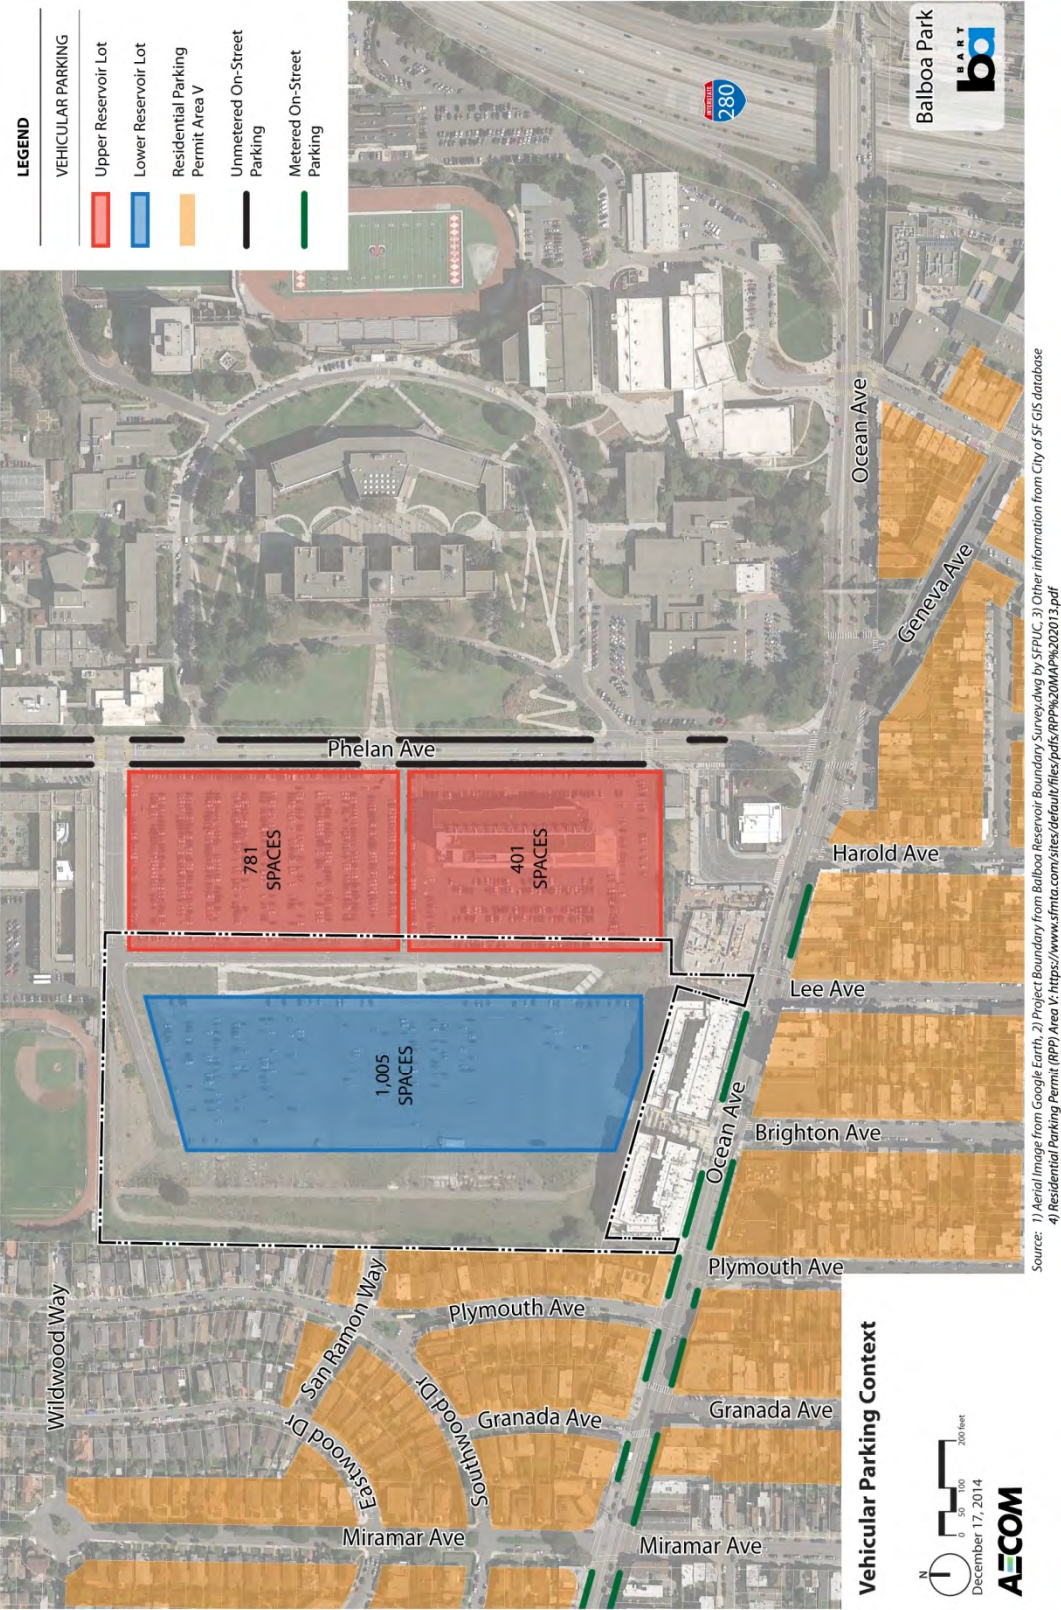 LEGEND
VEHICULAR PARKING
Upper Reservoir Lot
Lower Reservoir Lot
Residential Parking
Permit Area V
Unmetered On-Street
Parking
Metered On-Street
Parking
INTERSTATE
280
Balboa Park
BART
ba
Ocean Ave
Geneva Ave
Phelan Ave
781
SPACES
401
SPACES
Harold Ave
Lee Ave
1,005
SPACES
Ocean Ave
Brighton Ave
Plymouth Ave
Wildwood Way
San Ramon Way
Plymouth Ave
Eastwood Dr
Southwood Dr
Granada Ave
Granada Ave
Miramar Ave
Miramar Ave
Vehicular Parking Context
N
0 50 100 200 feet
December 17, 2014
AECOM
Source: 1) Aerial Image from Google Earth, 2) Project Boundary from Balboa Reservoir Boundary Survey.dwg by SFPUC, 3) Other information from City of SF GIS database
4) Residential Parking Permit (RPP) Area V: https://www.sfmta.com/sites/default/files/pdfs/RPP%20MAP%202013.pdf